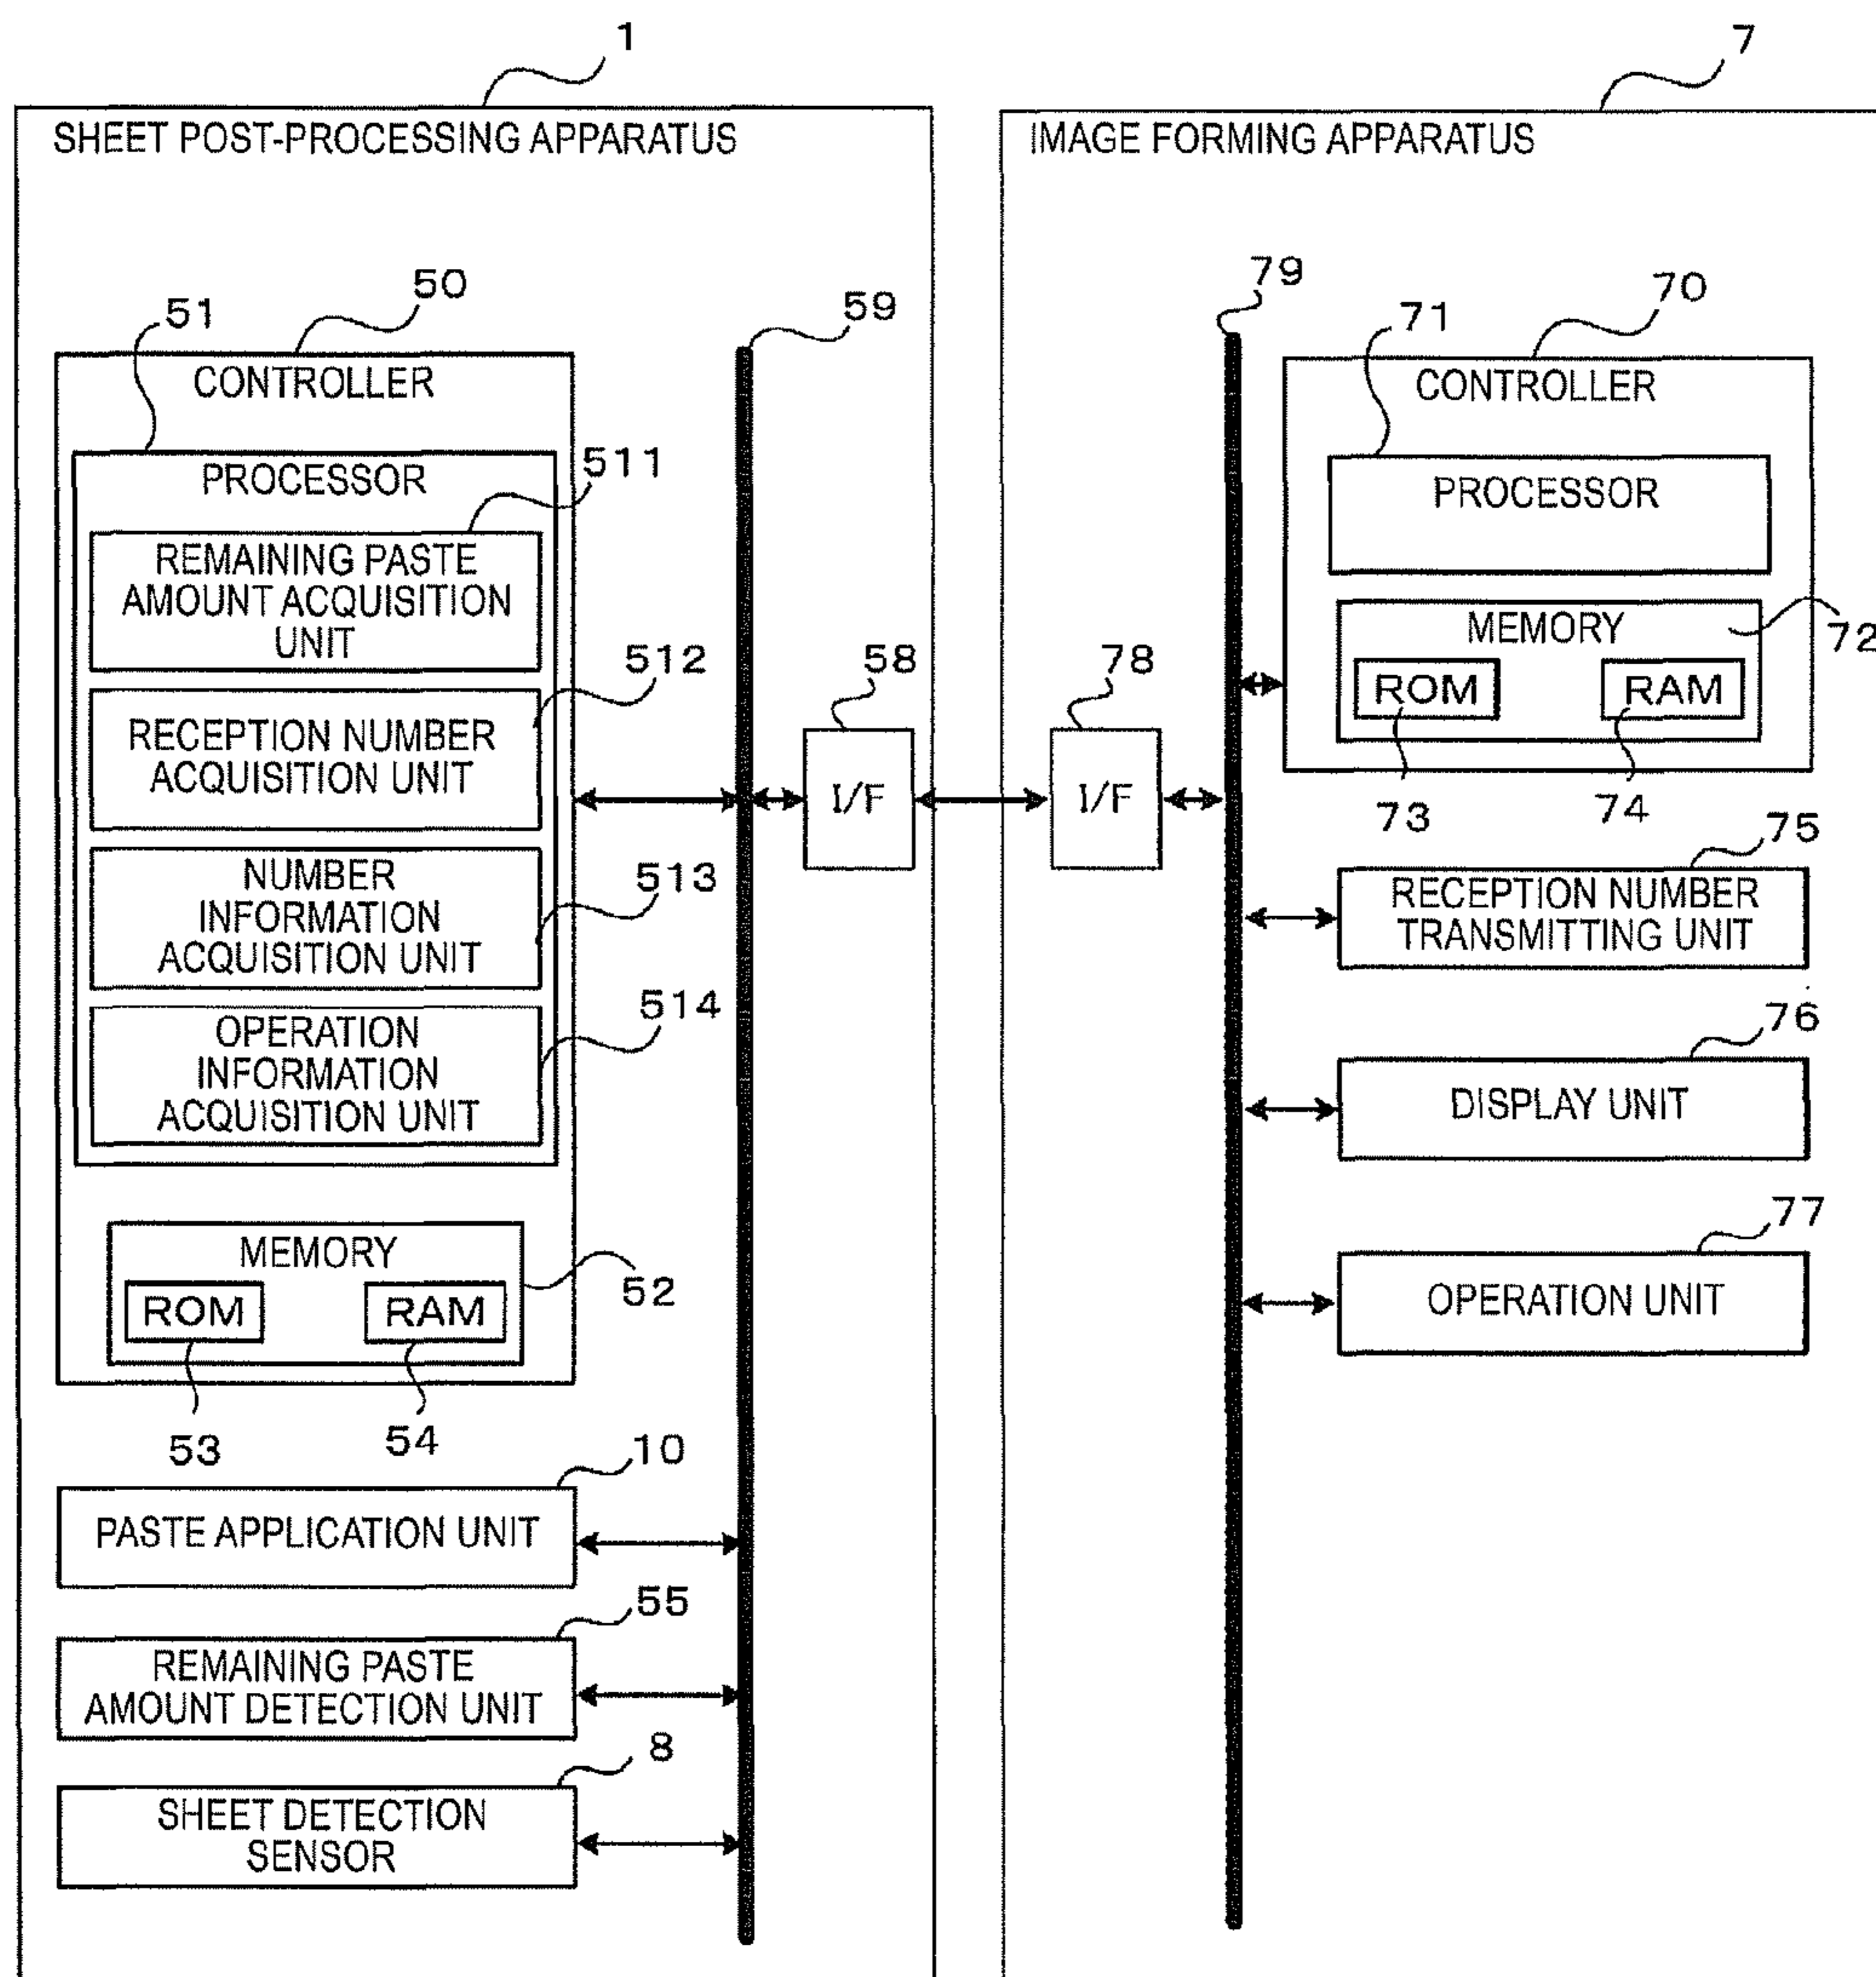 1
SHEET POST-PROCESSING APPARATUS
50
51
CONTROLLER
PROCESSOR
511
REMAINING PASTE
AMOUNT ACQUISITION
UNIT
512
RECEPTION NUMBER
ACQUISITION UNIT
NUMBER
INFORMATION
ACQUISITION UNIT
513
OPERATION
INFORMATION
ACQUISITION UNIT
514
MEMORY
52
ROM
RAM
53
54
59
58
I/F
10
PASTE APPLICATION UNIT
55
REMAINING PASTE
AMOUNT DETECTION UNIT
8
SHEET DETECTION
SENSOR
7
IMAGE FORMING APPARATUS
79
78
I/F
70
71
CONTROLLER
PROCESSOR
MEMORY
72
ROM
RAM
73
74
75
RECEPTION NUMBER
TRANSMITTING UNIT
76
DISPLAY UNIT
77
OPERATION UNIT